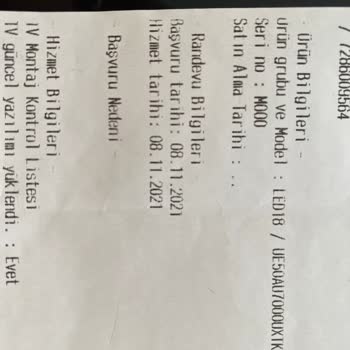 / 7286009564
- Ürün Bilgileri -
Ürün grubu ve Model : LED18 / UE50AU7000UXTK
Seri no : M000
Satın Alma Tarihi : ..
Randevu Bilgileri
Başvuru Tarihi: 08.11.2021
Hizmet tarihi: 08.11.2021
- Başvuru Nedeni -
- Hizmet Bilgileri -
TV Montaj Kontrol Listesi
TV güncel yazılımı yüklendi. : Evet